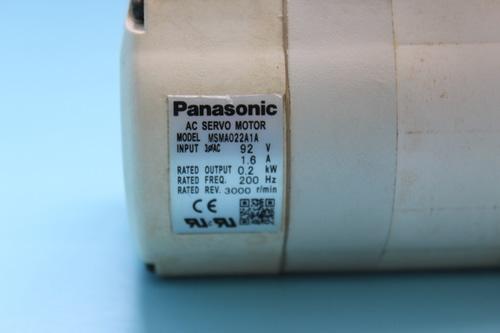 Panasonic
AC SERVO MOTOR
MODEL MSMA022A1A
INPUT 3øAC 92 V
1.6 A
RATED OUTPUT 0.2 kW
RATED FREQ. 200 Hz
RATED REV. 3000 r/min
CE